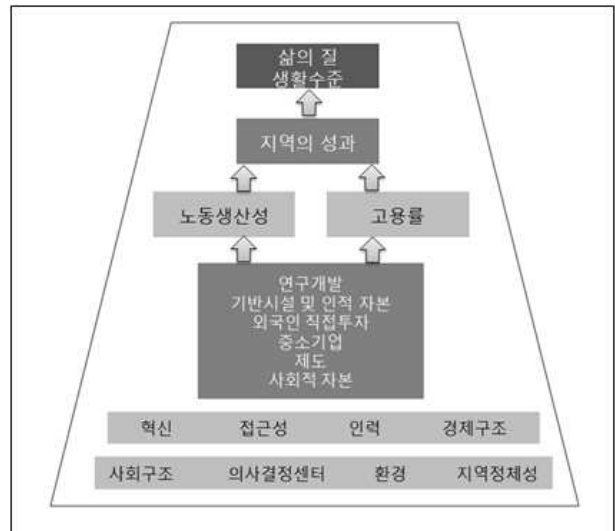 삶의 질
생활수준
지역의 성과
노동생산성 고용률
연구개발
기반시설 및 인적 자본
외국인 직접투자
중소기업
제도
사회적 자본
혁신 접근성 인력 경제구조
사회구조 의사결정센터 환경 지역정체성